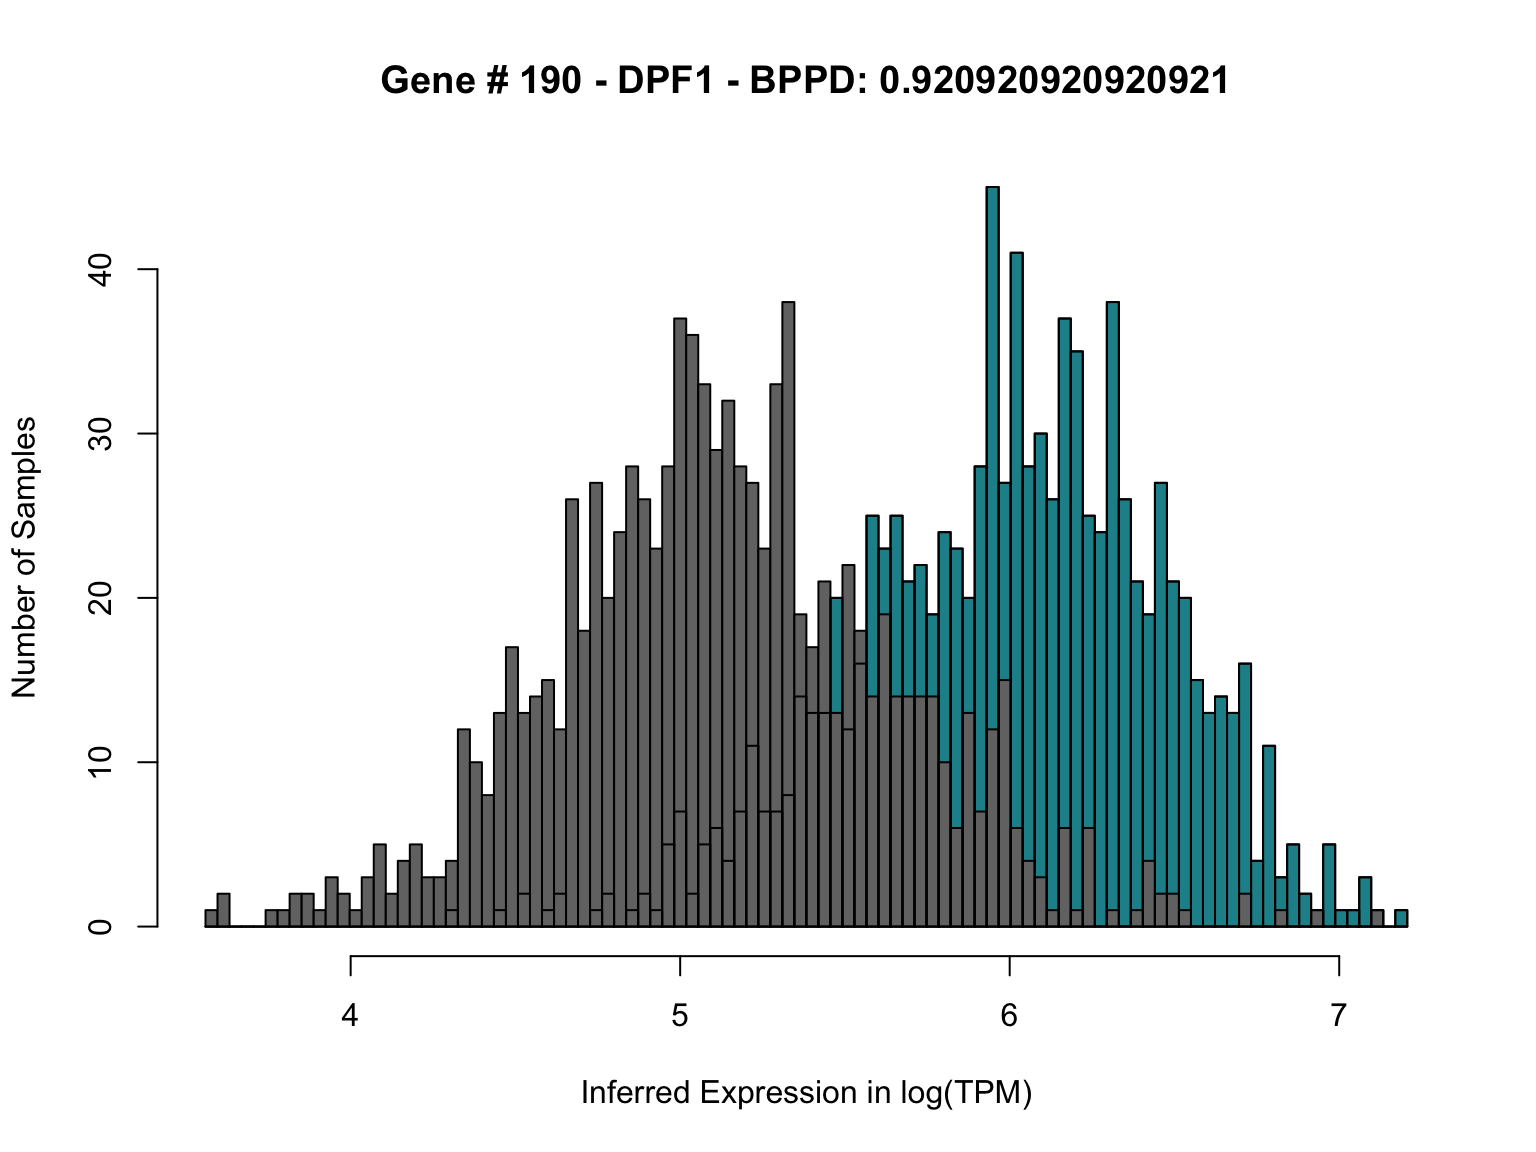 Gene # 190 - DPF1 - BPPD: 0.920920920920921
Number of Samples
40
30
20
10
0
4 5 6 7
Inferred Expression in log(TPM)